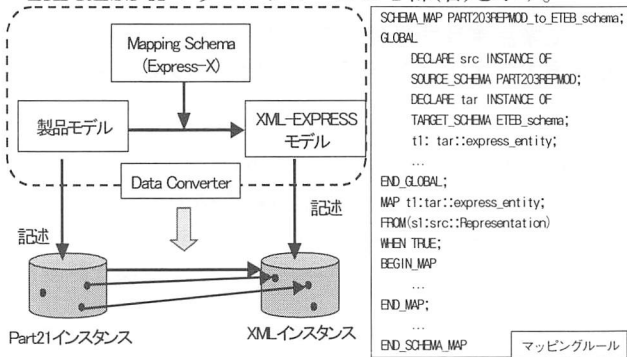 Mapping Schema
(Express-X)
製品モデル
XML-EXPRESS
モデル
Data Converter
記述
記述
Part21インスタンス
XMLインスタンス
SCHEMA_MAP PART203REPMOD_to_ETEB_schema;
GLOBAL
DECLARE src INSTANCE OF
SOURCE_SCHEMA PART203REPMOD;
DECLARE tar INSTANCE OF
TARGET_SCHEMA ETEB_schema;
t1: tar::express_entity;
...
END_GLOBAL;
MAP t1:tar::express_entity;
FROM(s1:src::Representation)
WHEN TRUE;
BEGIN_MAP
...
END_MAP;
...
END_SCHEMA_MAP
マッピングルール